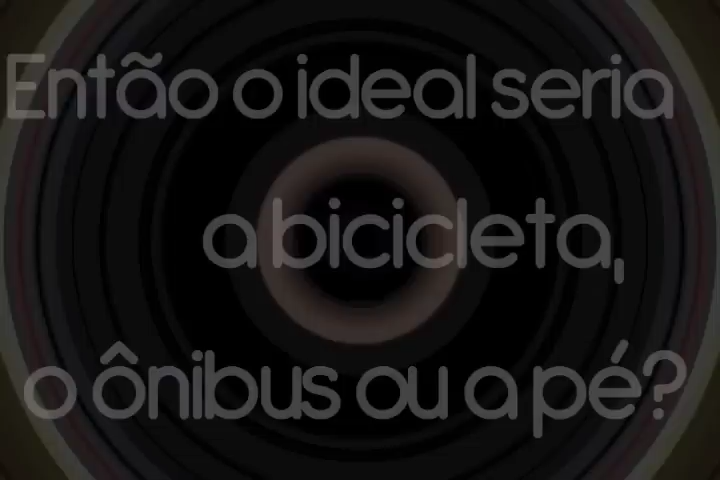 Então o ideal seria
a bicicleta,
o ônibus ou a pé?